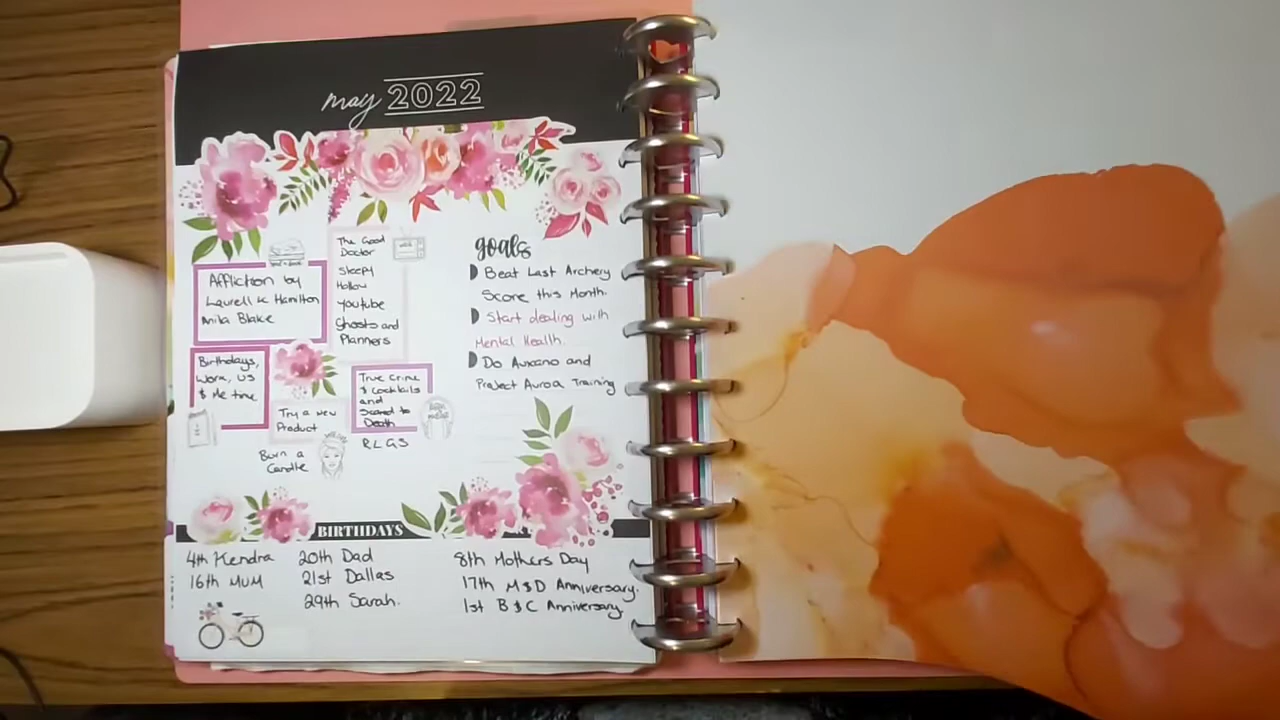 may 2022
Affliction by
Laurell K Hamilton
Anita Blake
The Good
Doctor
Sleepy
Hollow
Youtube
Ghosts and
Planners
goals
Beat Last Archery
Score this Month.
Start dealing with
Mental Health.
Do Auxano and
Project Aurora Training
Birthdays,
Work, US
& Me time
Try a new
Product
True Crime
& Cocktails
and
Scared to
Death
RLGS
Burn a
Candle
BIRTHDAYS
4th Kendra
16th MUM
20th Dad
21st Dallas
29th Sarah.
8th Mothers Day
17th M&D Anniversary.
1st B&C Anniversary